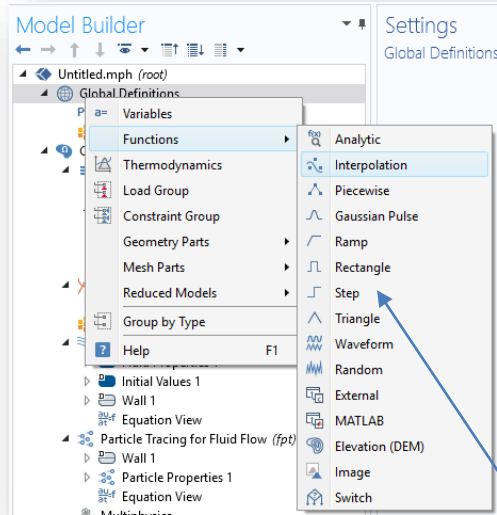 Model Builder
Settings
Global Definitions
Untitled.mph (root)
Global Definitions
P
a= Variables
Functions
f(x) Analytic
Thermodynamics
Interpolation
Load Group
Piecewise
Constraint Group
Gaussian Pulse
Geometry Parts
Ramp
Mesh Parts
Rectangle
Reduced Models
Step
Group by Type
Triangle
? Help F1
Waveform
Random
Initial Values 1
External
Wall 1
MATLAB
Equation View
Elevation (DEM)
Particle Tracing for Fluid Flow (fpt)
Image
Wall 1
Switch
Particle Properties 1
Equation View